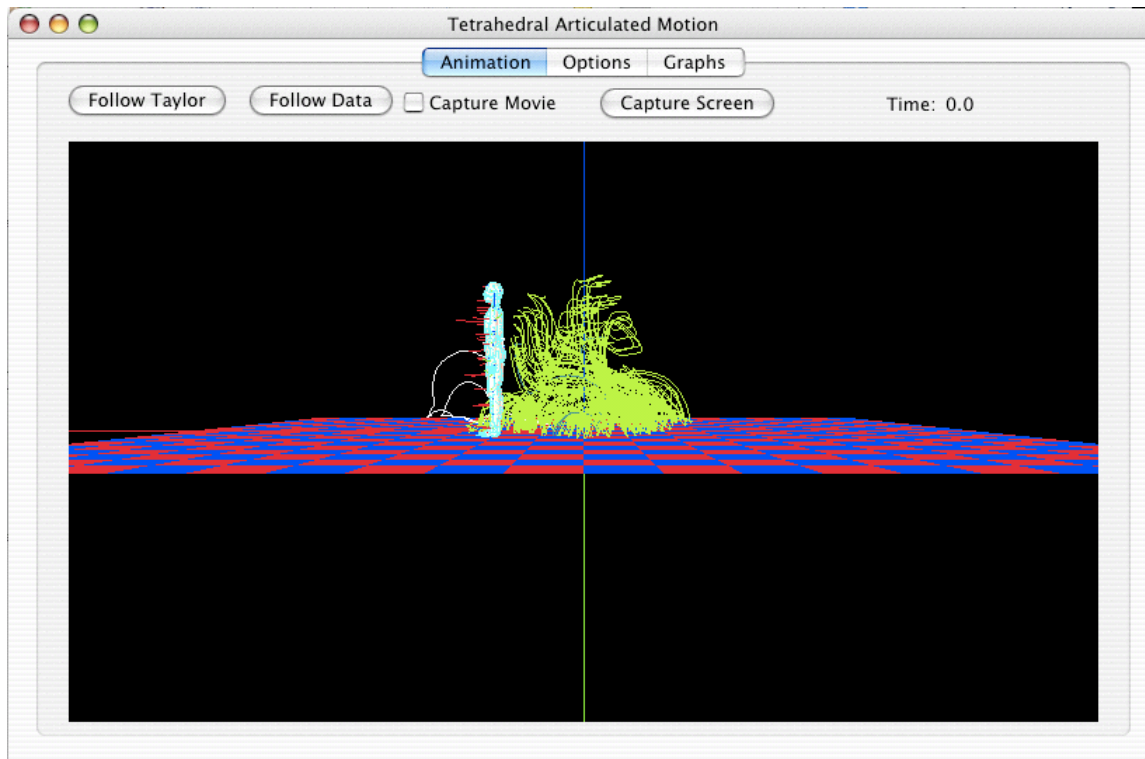 Tetrahedral Articulated Motion
Animation Options Graphs
Follow Taylor Follow Data Capture Movie Capture Screen Time: 0.0